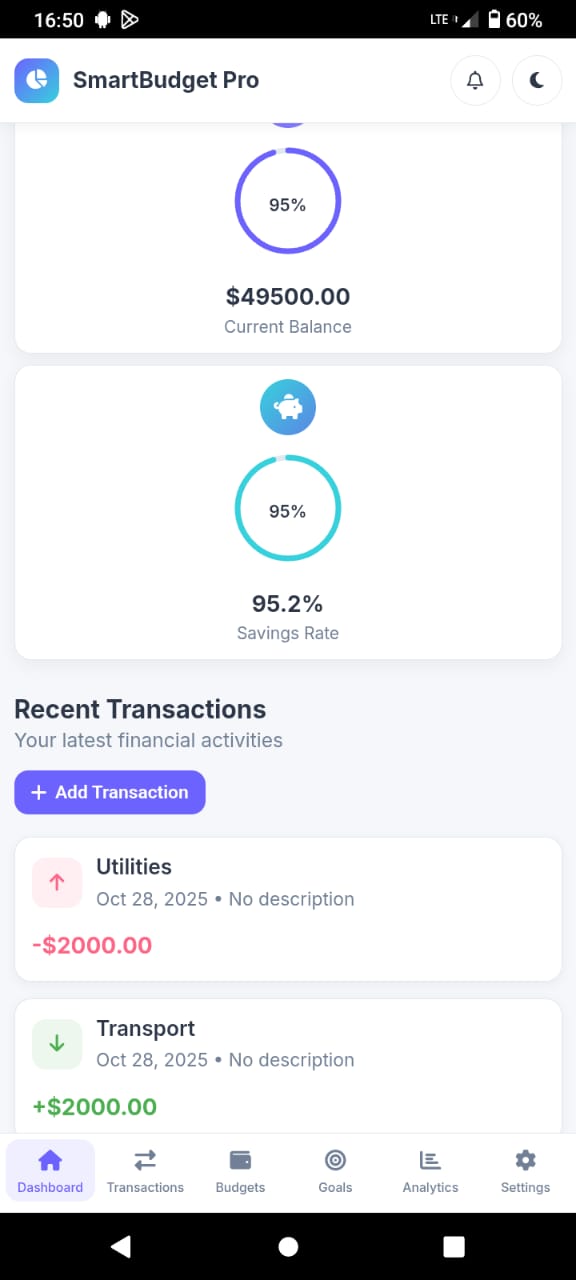 16:50 LTE 60%
SmartBudget Pro
95%
$49500.00
Current Balance
95%
95.2%
Savings Rate
Recent Transactions
Your latest financial activities
+ Add Transaction
Utilities
Oct 28, 2025 • No description
-$2000.00
Transport
Oct 28, 2025 • No description
+$2000.00
Dashboard Transactions Budgets Goals Analytics Settings